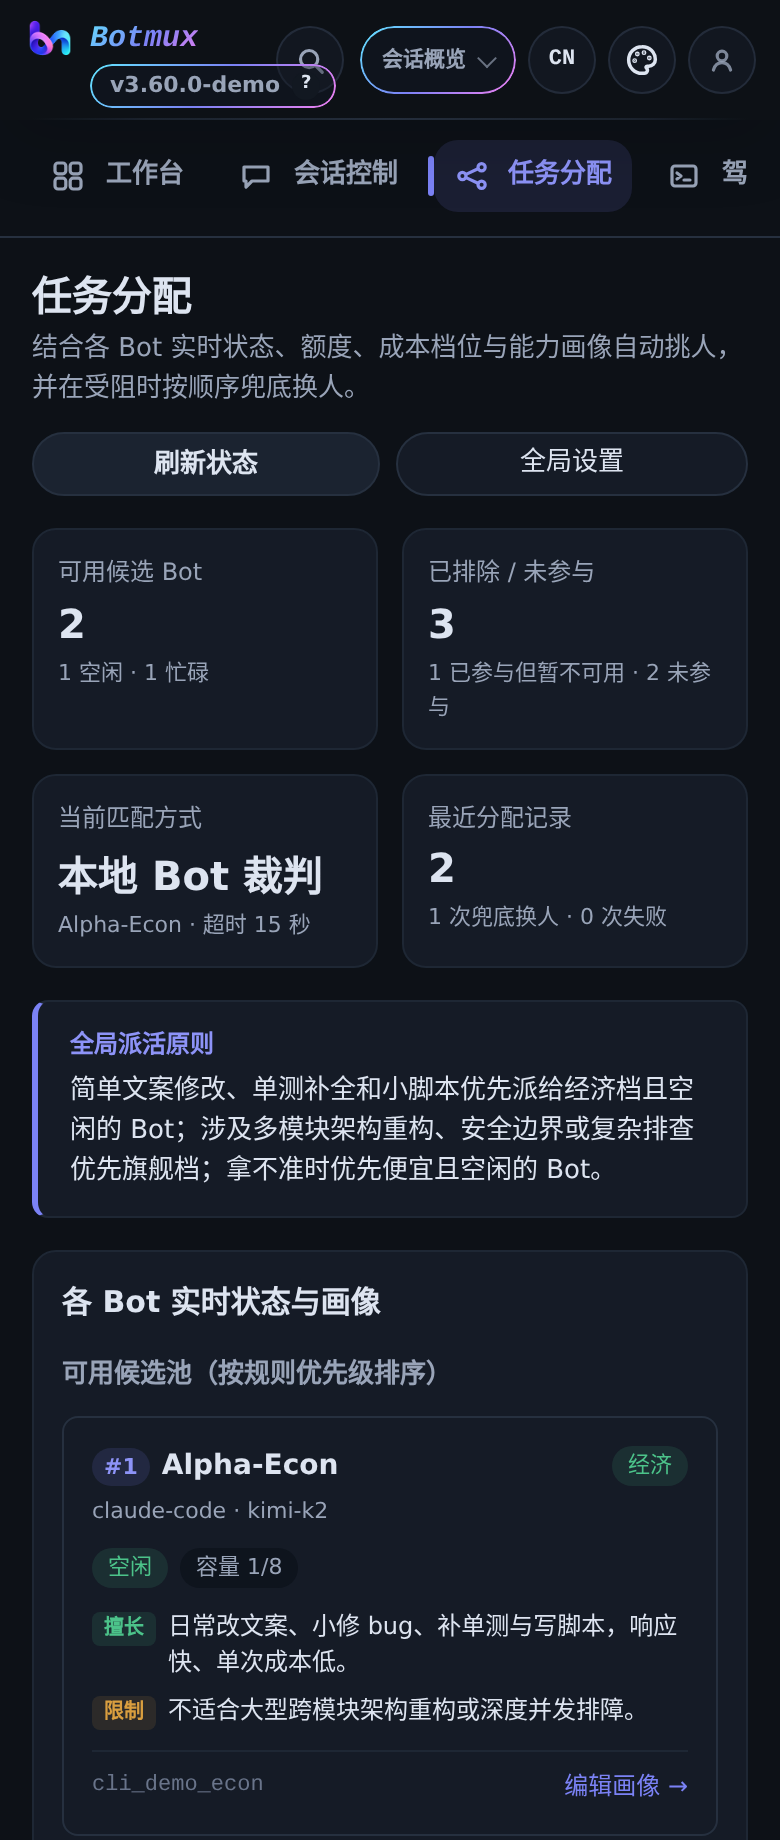 Botmux
v3.60.0-demo ?
会话概览
CN
工作台
会话控制
任务分配
驾
任务分配
结合各 Bot 实时状态、额度、成本档位与能力画像自动挑人，
并在受阻时按顺序兜底换人。
刷新状态
全局设置
可用候选 Bot
2
1 空闲 · 1 忙碌
已排除 / 未参与
3
1 已参与但暂不可用 · 2 未参
与
当前匹配方式
本地 Bot 裁判
Alpha-Econ · 超时 15 秒
最近分配记录
2
1 次兜底换人 · 0 次失败
全局派活原则
简单文案修改、单测补全和小脚本优先派给经济档且空
闲的 Bot；涉及多模块架构重构、安全边界或复杂排查
优先旗舰档；拿不准时优先便宜且空闲的 Bot。
各 Bot 实时状态与画像
可用候选池（按规则优先级排序）
#1 Alpha-Econ
经济
claude-code · kimi-k2
空闲 容量 1/8
擅长 日常改文案、小修 bug、补单测与写脚本，响应
快、单次成本低。
限制 不适合大型跨模块架构重构或深度并发排障。
cli_demo_econ
编辑画像 →